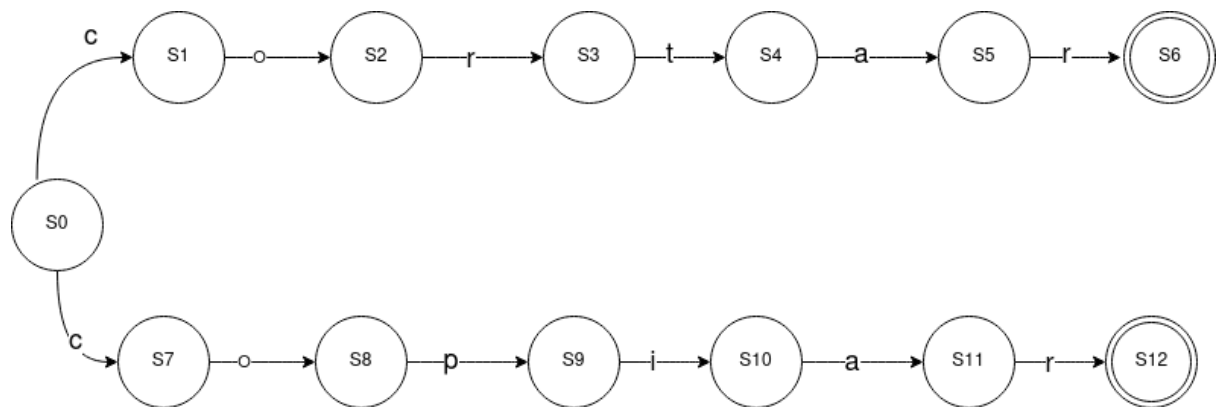 c
S1 o S2 r S3 t S4 a S5 r S6
S0
c
S7 o S8 p S9 i S10 a S11 r S12